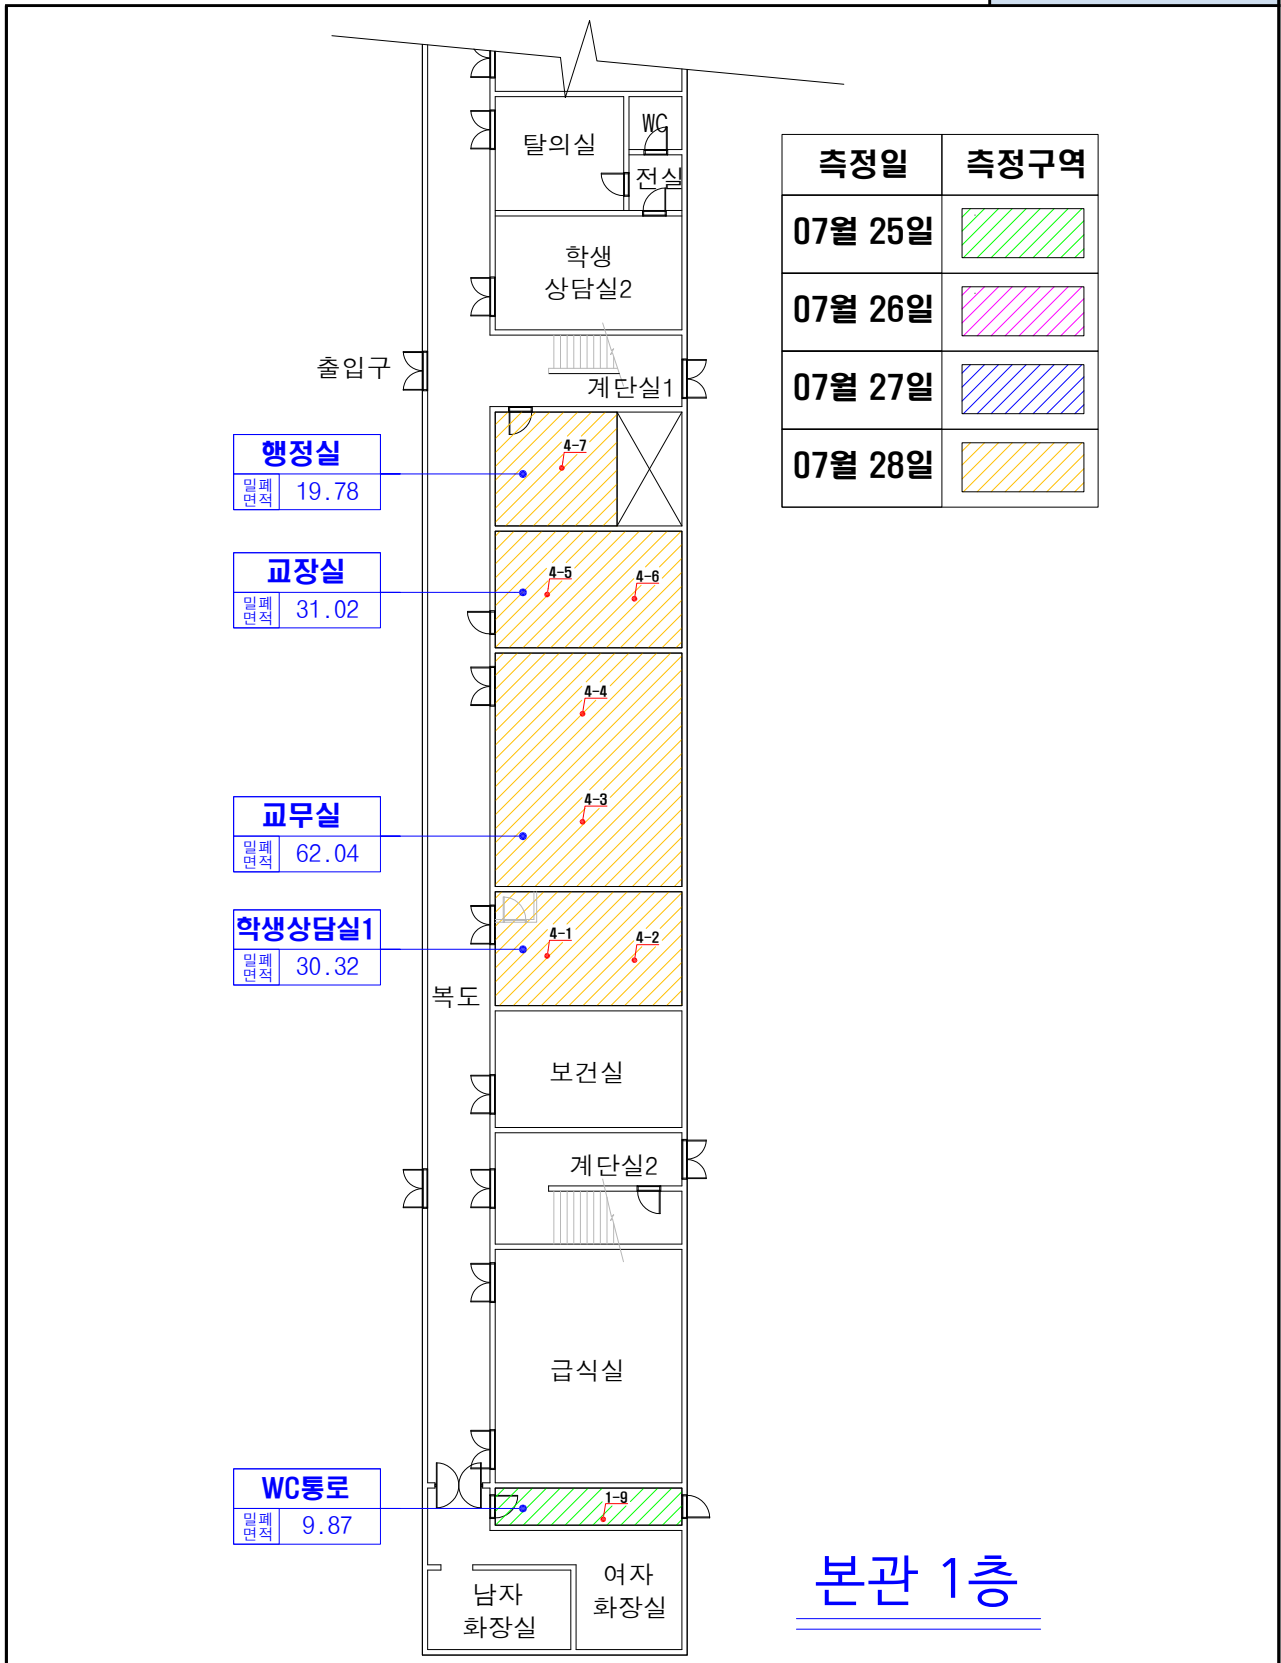 탈의실
WC
전실
학생
상담실2
출입구
계단실1
측정일 측정구역
07월 25일
07월 26일
07월 27일
07월 28일
행정실
밀폐
면적
19.78
4-7
교장실
밀폐
면적
31.02
4-5
4-6
4-4
4-3
교무실
밀폐
면적
62.04
학생상담실1
밀폐
면적
30.32
4-1
4-2
복도
보건실
계단실2
급식실
WC통로
밀폐
면적
9.87
1-9
남자
화장실
여자
화장실
본관 1층